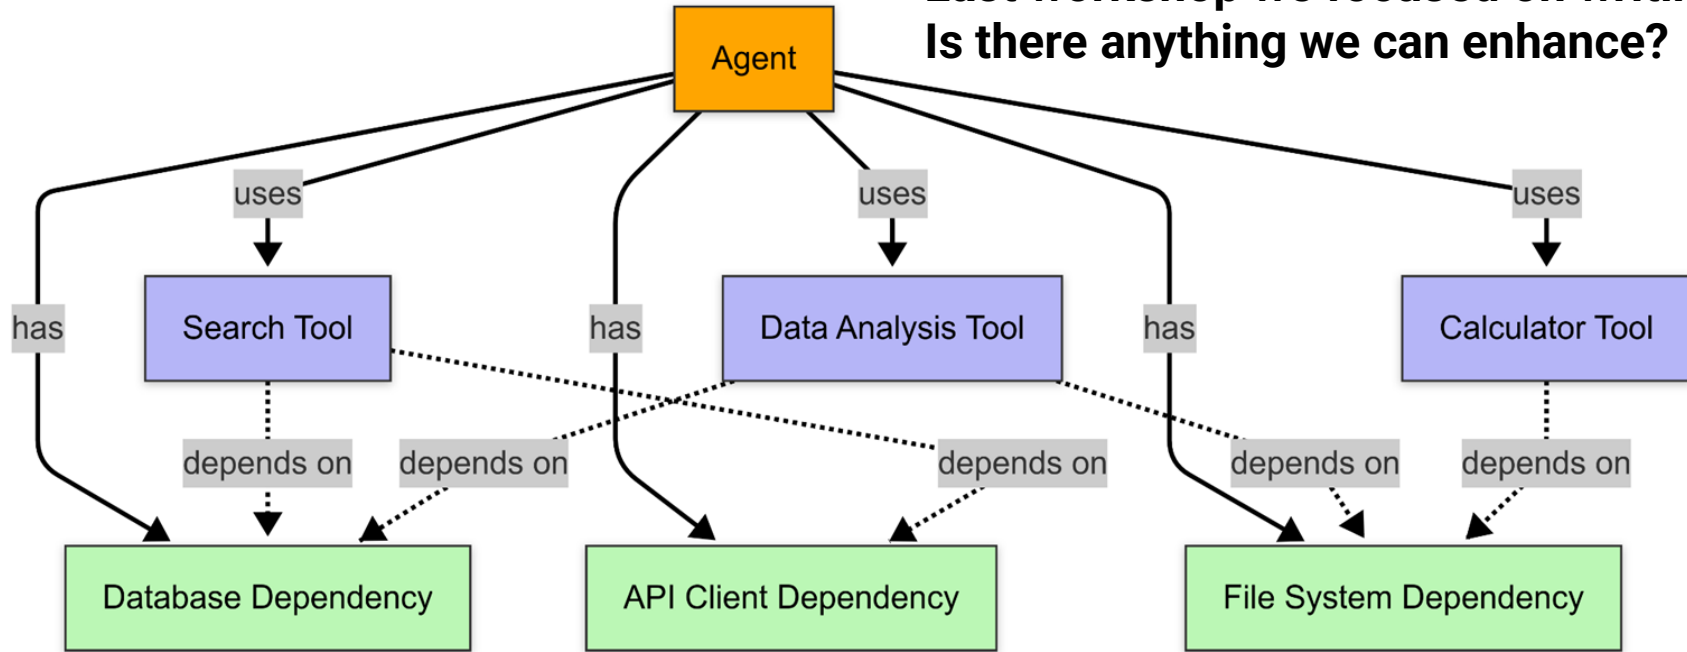 Is there anything we can enhance?
Agent
uses
uses
uses
has
Search Tool
has
Data Analysis Tool
has
Calculator Tool
depends on
depends on
depends on
depends on
depends on
Database Dependency
API Client Dependency
File System Dependency